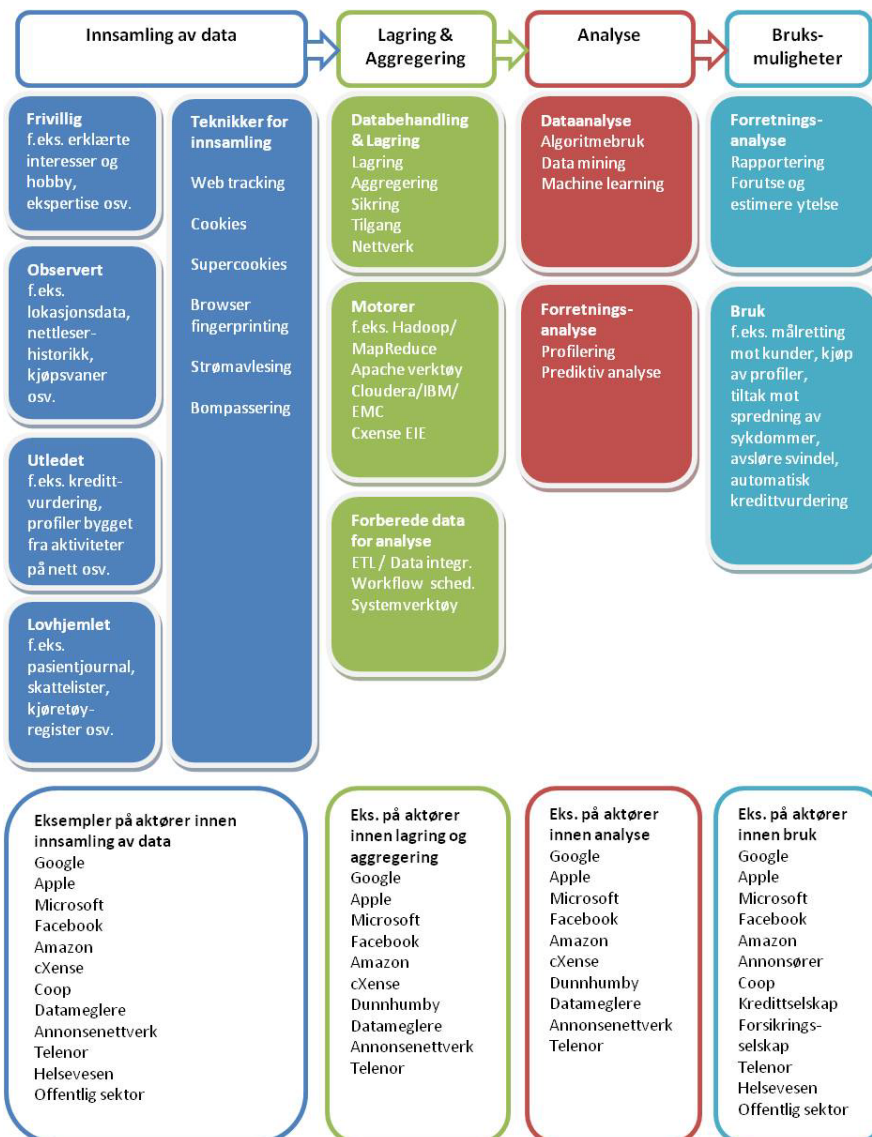 Innsamling av data
Lagring &
Aggregering
Analyse
Bruks-
muligheter
Frivillig
f.eks. erklærte
interesser og
hobby,
ekspertise osv.
Observert
f.eks.
lokasjonsdata,
nettleser-
historikk,
kjøpsvaner
osv.
Utledet
f.eks. kreditt-
vurdering,
profiler bygget
fra aktiviteter
på nett osv.
Lovhjemlet
f.eks.
pasientjournal,
skattelister,
kjøretøy-
register osv.
Teknikker for
innsamling
Web tracking
Cookies
Supercookies
Browser
fingerprinting
Strømavlesing
Bompassering
Databehandling
& Lagring
Lagring
Aggregering
Sikring
Tilgang
Nettverk
Motorer
f.eks. Hadoop/
MapReduce
Apache verktøy
Cloudera/IBM/
EMC
Cxense EIE
Forberede data
for analyse
ETL / Data integr.
Workflow sched.
Systemverktøy
Dataanalyse
Algoritmebruk
Data mining
Machine learning
Forretnings-
analyse
Profilering
Prediktiv analyse
Forretnings-
analyse
Rapportering
Forutse og
estimere ytelse
Bruk
f.eks. målretting
mot kunder, kjøp
av profiler,
tiltak mot
spredning av
sykdommer,
avsløre svindel,
automatisk
kredittvurdering
Eksempler på aktører innen
innsamling av data
Google
Apple
Microsoft
Facebook
Amazon
cXense
Coop
Datameglere
Annonsenettverk
Telenor
Helsevesen
Offentlig sektor
Eks. på aktører
innen lagring og
aggregering
Google
Apple
Microsoft
Facebook
Amazon
cXense
Dunnhumby
Datameglere
Annonsenettverk
Telenor
Eks. på aktører
innen analyse
Google
Apple
Microsoft
Facebook
Amazon
cXense
Dunnhumby
Datameglere
Annonsenettverk
Telenor
Eks. på aktører
innen bruk
Google
Apple
Microsoft
Facebook
Amazon
Annonsører
Coop
Kredittselskap
Forsikrings-
selskap
Telenor
Helsevesen
Offentlig sektor